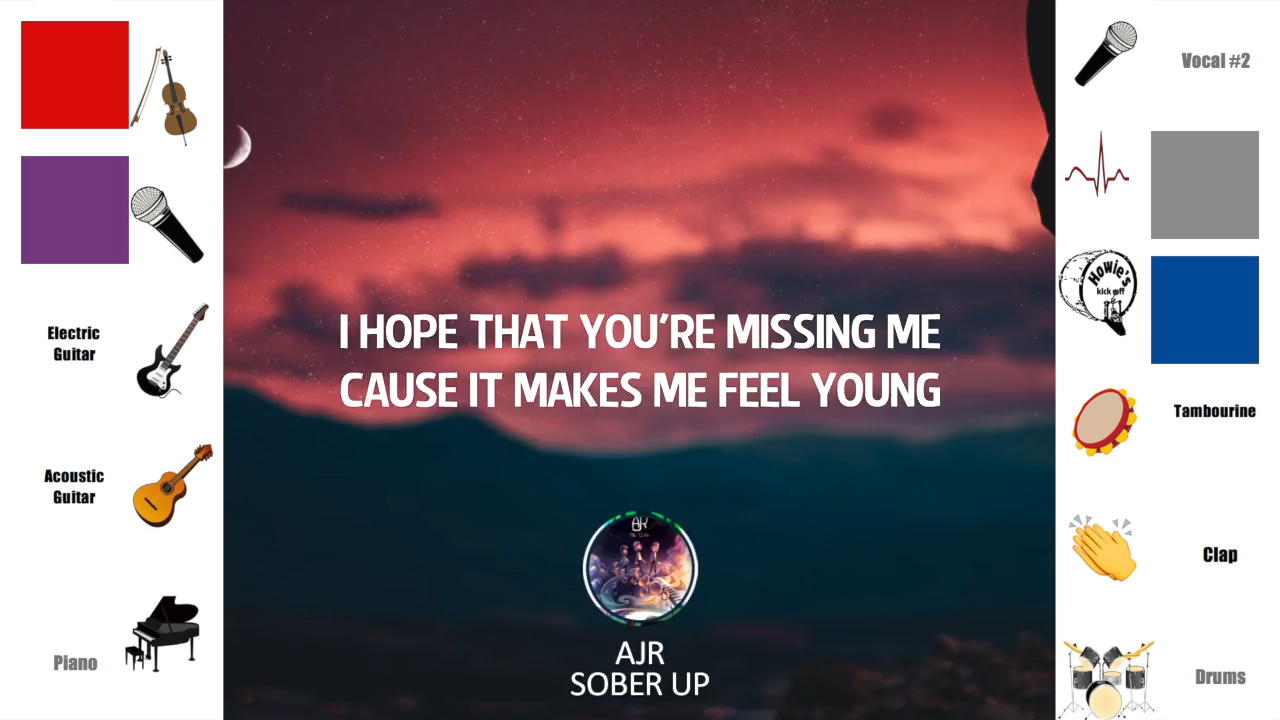 Electric
Guitar
Acoustic
Guitar
Piano
I HOPE THAT YOU'RE MISSING ME
CAUSE IT MAKES ME FEEL YOUNG
AJR
AJR
SOBER UP
Vocal #2
Howie's
kick off
Tambourine
Clap
Drums